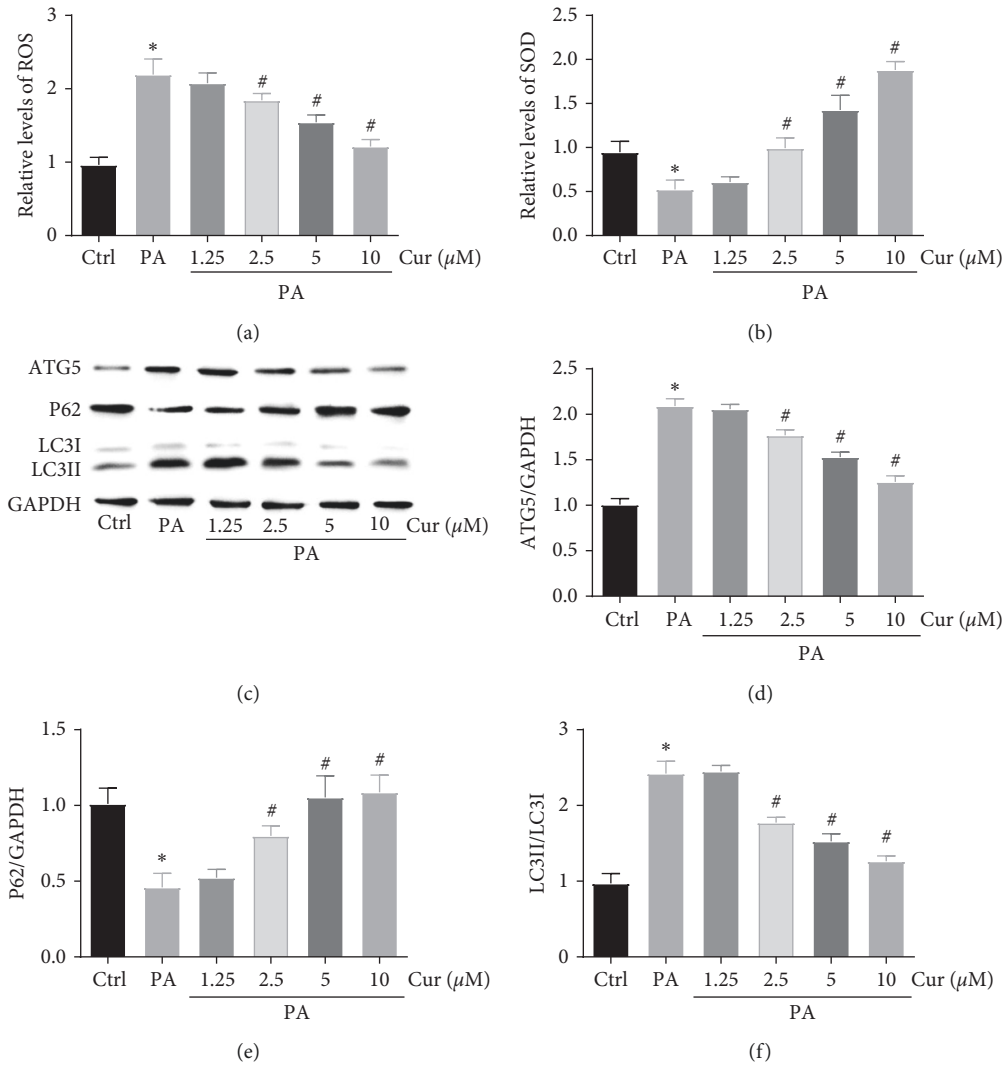 Relative levels of ROS
3
2
1
0
*
#
#
#
Ctrl PA 1.25 2.5 5 10 Cur (μM)
PA
(a)
Relative levels of SOD
2.5
2.0
1.5
1.0
0.5
0.0
*
#
#
#
Ctrl PA 1.25 2.5 5 10 Cur (μM)
PA
(b)
ATG5
P62
LC3I
LC3II
GAPDH
Ctrl PA 1.25 2.5 5 10 Cur (μM)
PA
(c)
ATG5/GAPDH
2.5
2.0
1.5
1.0
0.5
0.0
*
#
#
#
Ctrl PA 1.25 2.5 5 10 Cur (μM)
PA
(d)
P62/GAPDH
1.5
1.0
0.5
0.0
*
#
#
#
Ctrl PA 1.25 2.5 5 10 Cur (μM)
PA
(e)
LC3II/LC3I
3
2
1
0
*
#
#
#
Ctrl PA 1.25 2.5 5 10 Cur (μM)
PA
(f)